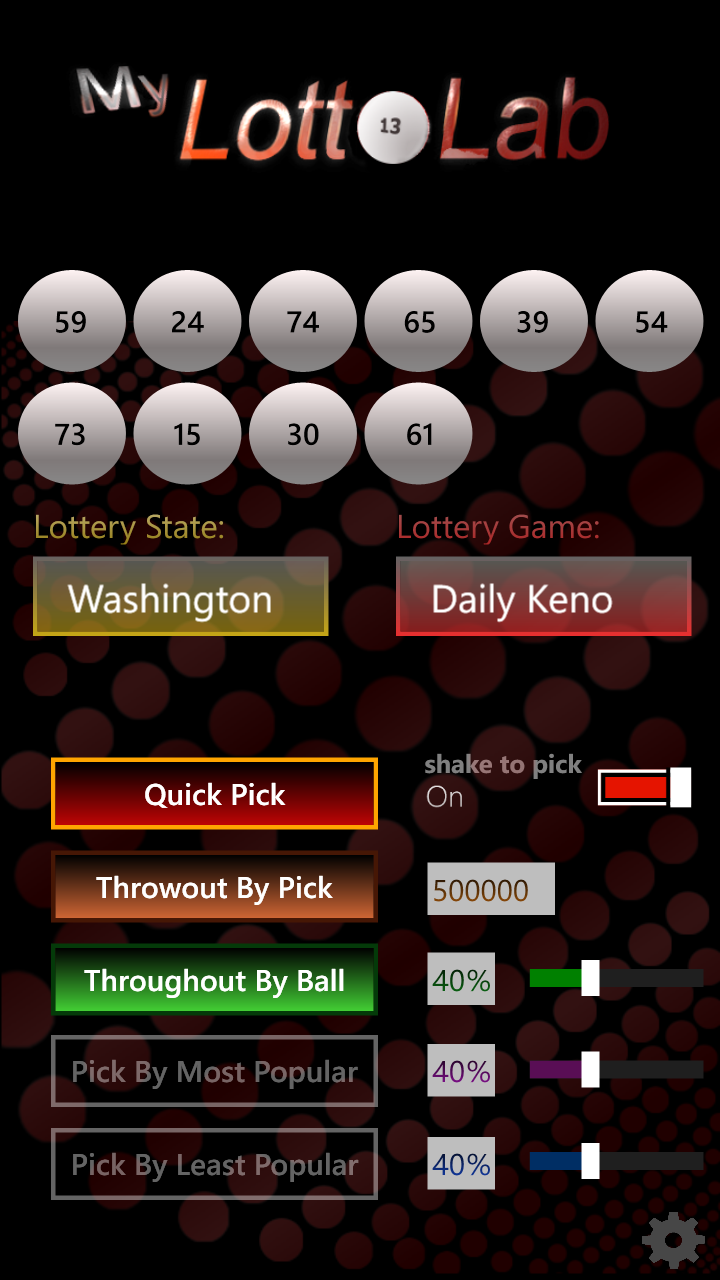 My Lotto Lab
13
59 24 74 65 39 54
73 15 30 61
Lottery State: Lottery Game:
Washington Daily Keno
shake to pick
Quick Pick On
Throwout By Pick 500000
Throughout By Ball 40%
Pick By Most Popular 40%
Pick By Least Popular 40%